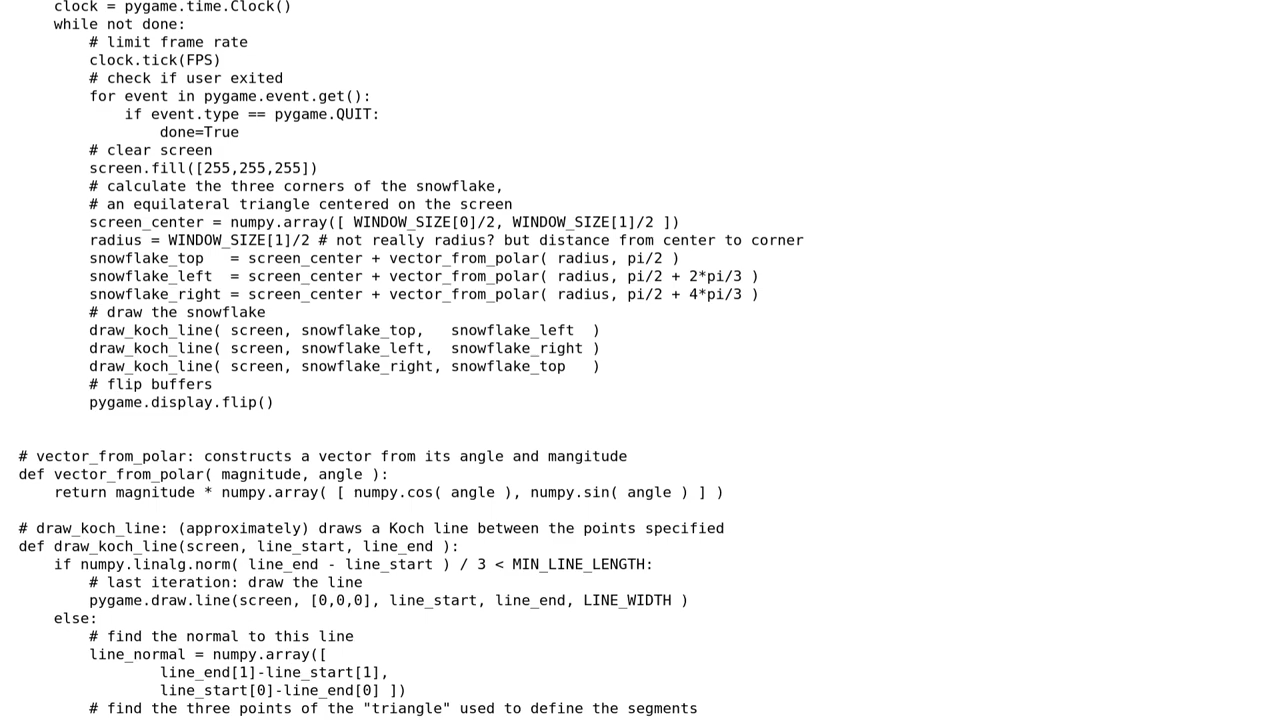 clock = pygame.time.Clock()
    while not done:
        # limit frame rate
        clock.tick(FPS)
        # check if user exited
        for event in pygame.event.get():
            if event.type == pygame.QUIT:
                done=True
        # clear screen
        screen.fill([255,255,255])
        # calculate the three corners of the snowflake,
        # an equilateral triangle centered on the screen
        screen_center = numpy.array([ WINDOW_SIZE[0]/2, WINDOW_SIZE[1]/2 ])
        radius = WINDOW_SIZE[1]/2 # not really radius? but distance from center to corner
        snowflake_top   = screen_center + vector_from_polar( radius, pi/2 )
        snowflake_left  = screen_center + vector_from_polar( radius, pi/2 + 2*pi/3 )
        snowflake_right = screen_center + vector_from_polar( radius, pi/2 + 4*pi/3 )
        # draw the snowflake
        draw_koch_line( screen, snowflake_top,   snowflake_left  )
        draw_koch_line( screen, snowflake_left,  snowflake_right )
        draw_koch_line( screen, snowflake_right, snowflake_top   )
        # flip buffers
        pygame.display.flip()


# vector_from_polar: constructs a vector from its angle and mangitude
def vector_from_polar( magnitude, angle ):
    return magnitude * numpy.array( [ numpy.cos( angle ), numpy.sin( angle ) ] )

# draw_koch_line: (approximately) draws a Koch line between the points specified
def draw_koch_line(screen, line_start, line_end ):
    if numpy.linalg.norm( line_end - line_start ) / 3 < MIN_LINE_LENGTH:
        # last iteration: draw the line
        pygame.draw.line(screen, [0,0,0], line_start, line_end, LINE_WIDTH )
    else:
        # find the normal to this line
        line_normal = numpy.array([
                line_end[1]-line_start[1],
                line_start[0]-line_end[0] ])
        # find the three points of the "triangle" used to define the segments